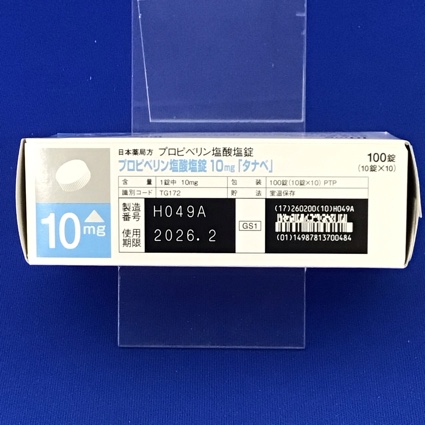 日本薬局方 プロピベリン塩酸塩錠
プロピベリン塩酸塩錠10mg「タナベ」
100錠
(10錠×10)
含量 1錠中 10mg 包装 100錠(10錠×10) PTP
識別コード TG172 貯法 室温保存
10mg
製造番号 H049A
使用期限 2026.2
GS1
(17)260200(10)H049A
(01)14987813700484